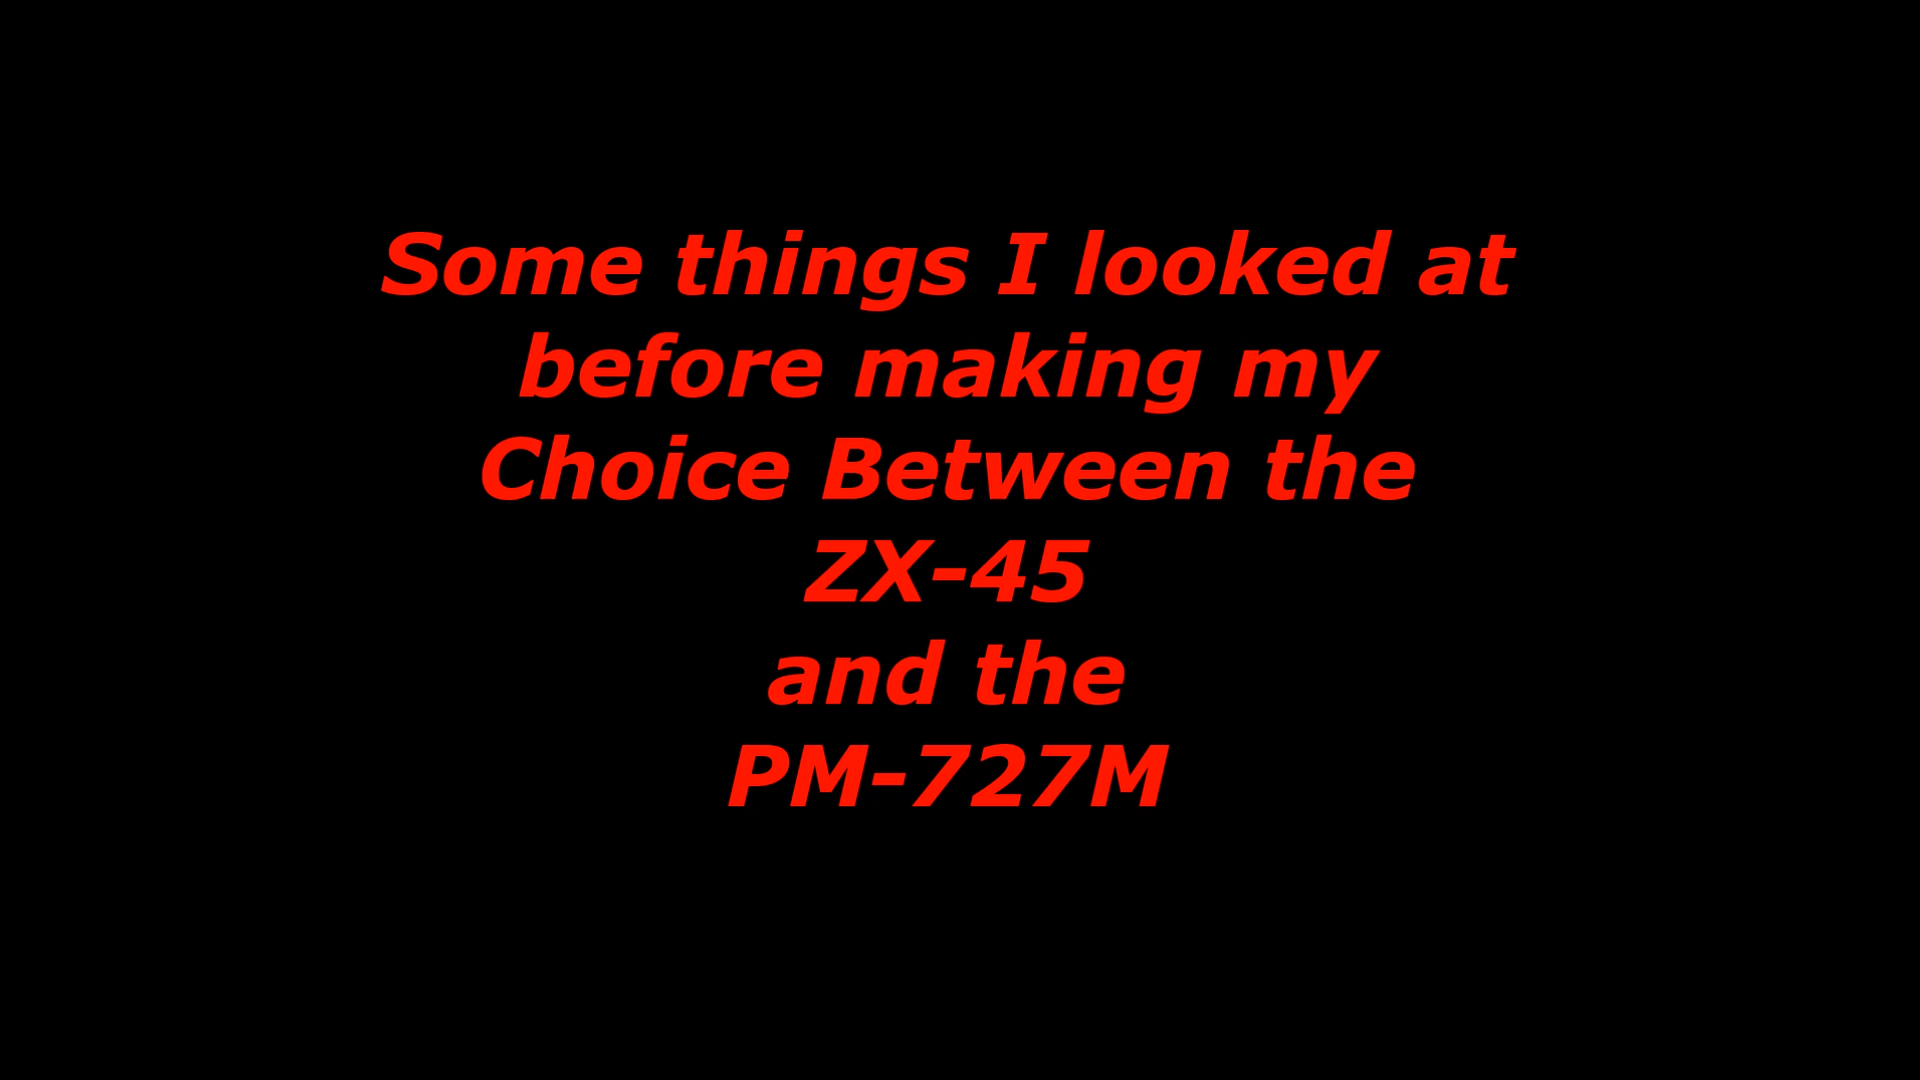 Some things I looked at
before making my
Choice Between the
ZX-45
and the
PM-727M